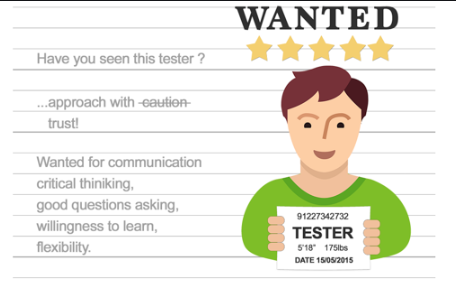 WANTED
Have you seen this tester ?
...approach with caution
trust!
Wanted for communication
critical thiniking,
good questions asking,
willingness to learn,
flexibility.
91227342732
TESTER
5'18" 175lbs
DATE 15/05/2015